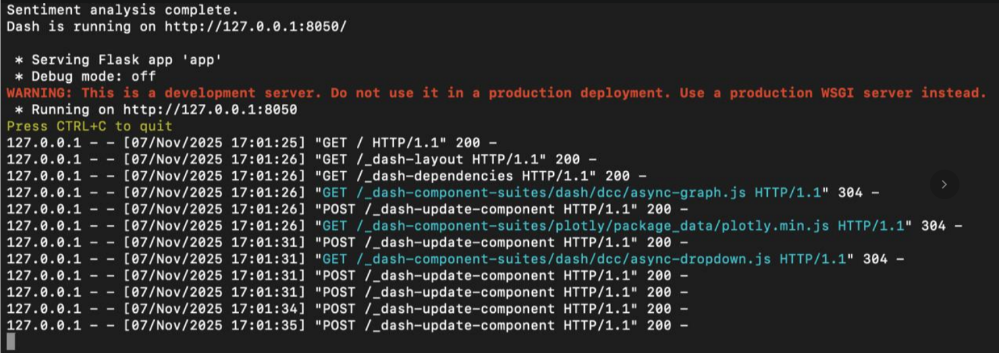 Sentiment analysis complete.
Dash is running on http://127.0.0.1:8050/
* Serving Flask app 'app'
* Debug mode: off
WARNING: This is a development server. Do not use it in a production deployment. Use a production WSGI server instead.
* Running on http://127.0.0.1:8050
Press CTRL+C to quit
127.0.0.1 - - [07/Nov/2025 17:01:25] "GET / HTTP/1.1" 200 -
127.0.0.1 - - [07/Nov/2025 17:01:26] "GET /_dash-layout HTTP/1.1" 200 -
127.0.0.1 - - [07/Nov/2025 17:01:26] "GET /_dash-dependencies HTTP/1.1" 200 -
127.0.0.1 - - [07/Nov/2025 17:01:26] "GET /_dash-component-suites/dash/dcc/async-graph.js HTTP/1.1" 304 -
127.0.0.1 - - [07/Nov/2025 17:01:26] "POST /_dash-update-component HTTP/1.1" 200 -
127.0.0.1 - - [07/Nov/2025 17:01:26] "GET /_dash-component-suites/plotly/package_data/plotly.min.js HTTP/1.1" 304 -
127.0.0.1 - - [07/Nov/2025 17:01:31] "POST /_dash-update-component HTTP/1.1" 200 -
127.0.0.1 - - [07/Nov/2025 17:01:31] "GET /_dash-component-suites/dash/dcc/async-dropdown.js HTTP/1.1" 304 -
127.0.0.1 - - [07/Nov/2025 17:01:31] "POST /_dash-update-component HTTP/1.1" 200 -
127.0.0.1 - - [07/Nov/2025 17:01:31] "POST /_dash-update-component HTTP/1.1" 200 -
127.0.0.1 - - [07/Nov/2025 17:01:34] "POST /_dash-update-component HTTP/1.1" 200 -
127.0.0.1 - - [07/Nov/2025 17:01:35] "POST /_dash-update-component HTTP/1.1" 200 -